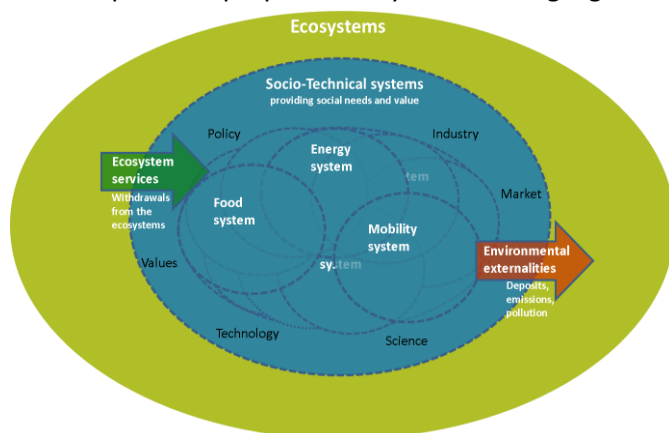 Ecosystems
Socio-Technical systems
providing social needs and value
Policy
Industry
Energy
system
Ecosystem
services
Withdrawals
from the
ecosystems
Food
system
Market
Mobility
system
system
Values
Environmental
externalities
Deposits,
emissions,
pollution
Technology
Science